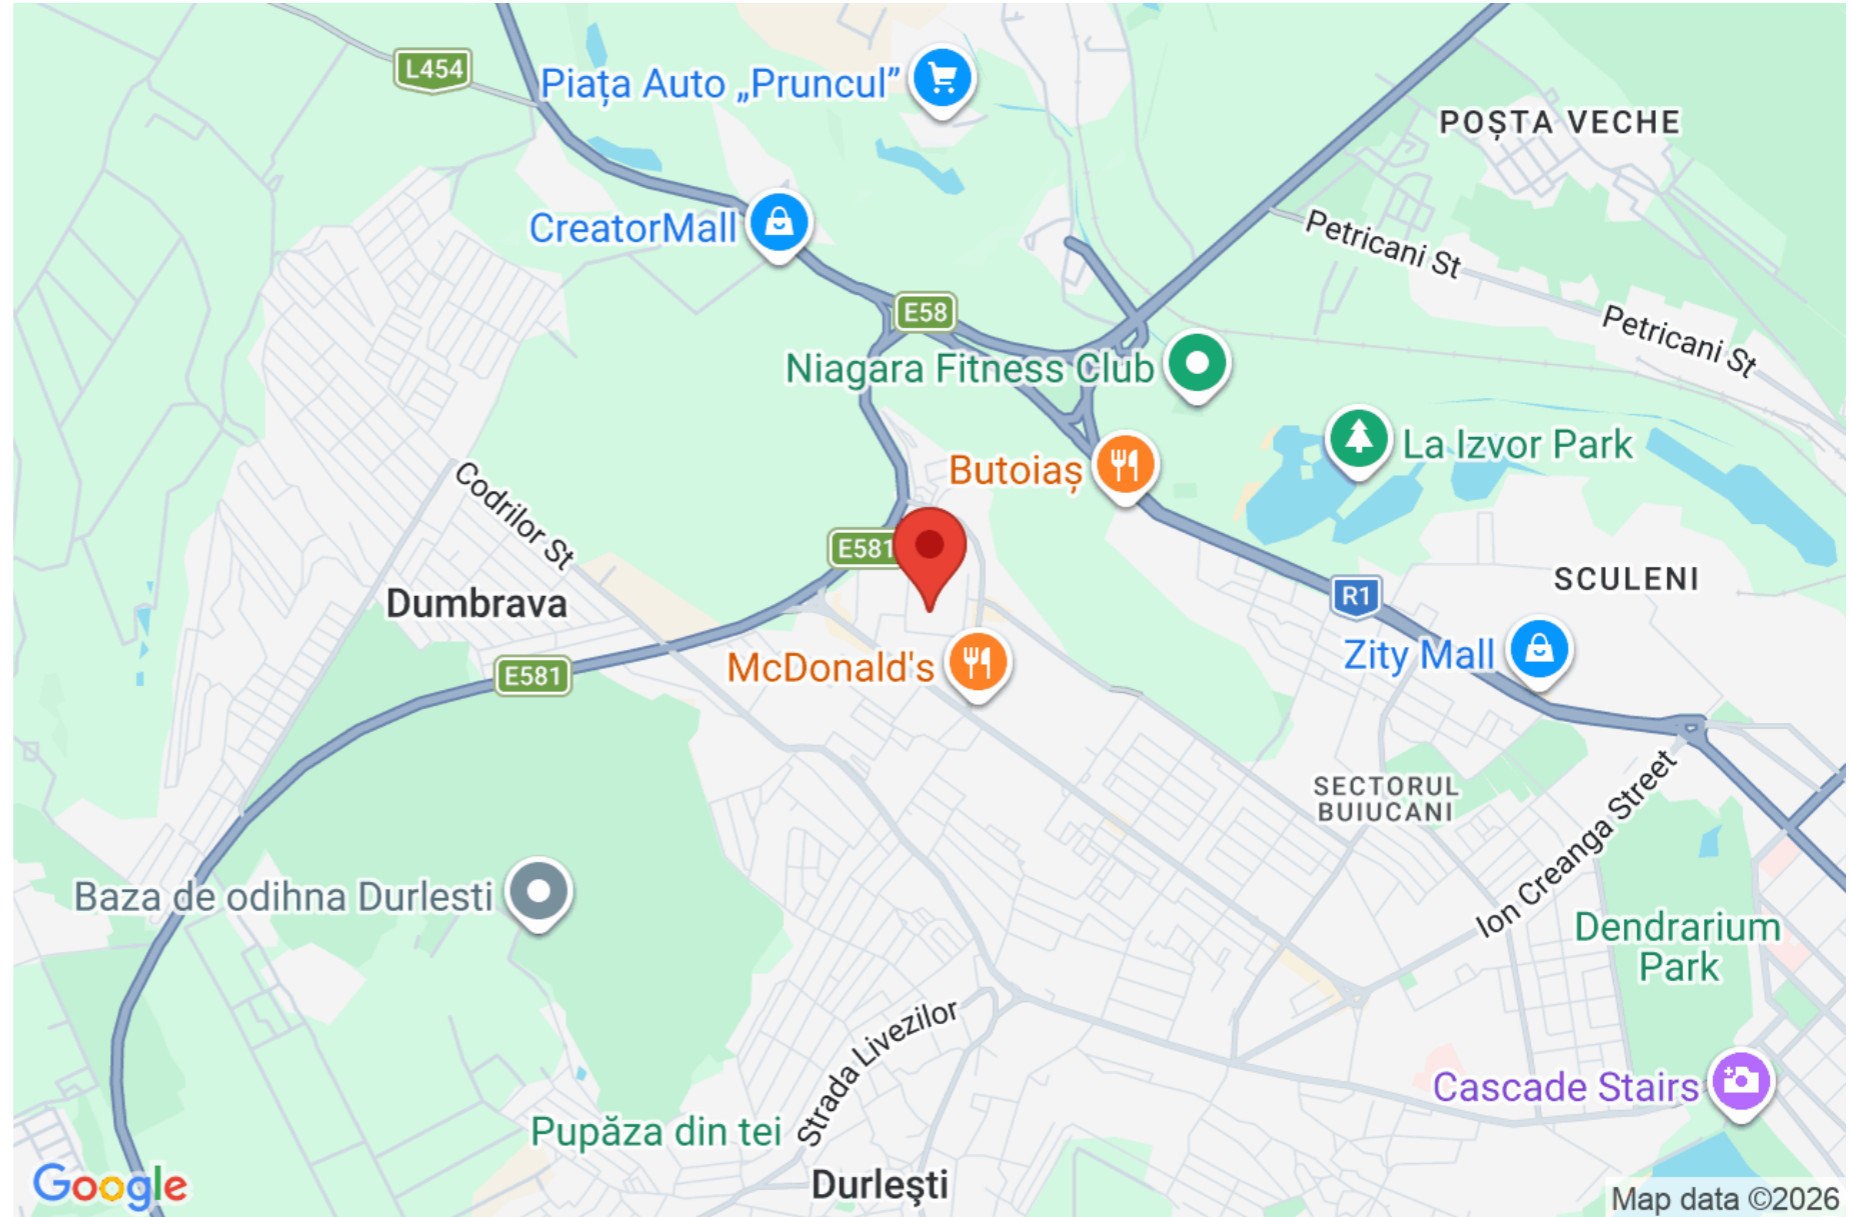 L454
Piața Auto „Pruncul”
POȘTA VECHE
CreatorMall
Petricani St
E58
Petricani St
Niagara Fitness Club
La Izvor Park
Butoiaș
Codrilor St
E581
SCULENI
R1
Dumbrava
Zity Mall
McDonald's
E581
SECTORUL
BUIUCANI
Ion Creanga Street
Baza de odihna Durlesti
Dendrarium
Park
Strada Livezilor
Cascade Stairs
Pupăza din tei
Durleşti
Google
Map data ©2026